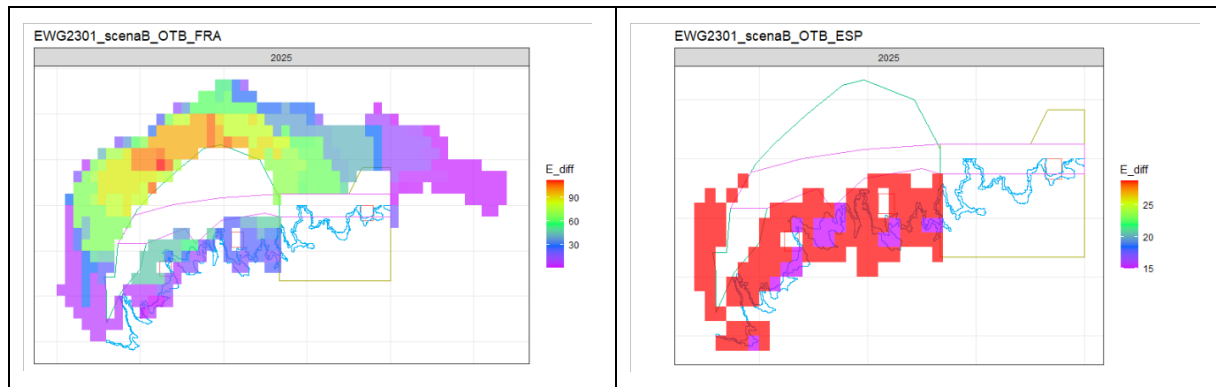 EWG2301_scenaB_OTB_FRA
2025
E_diff
90
60
30
EWG2301_scenaB_OTB_ESP
2025
E_diff
25
20
15